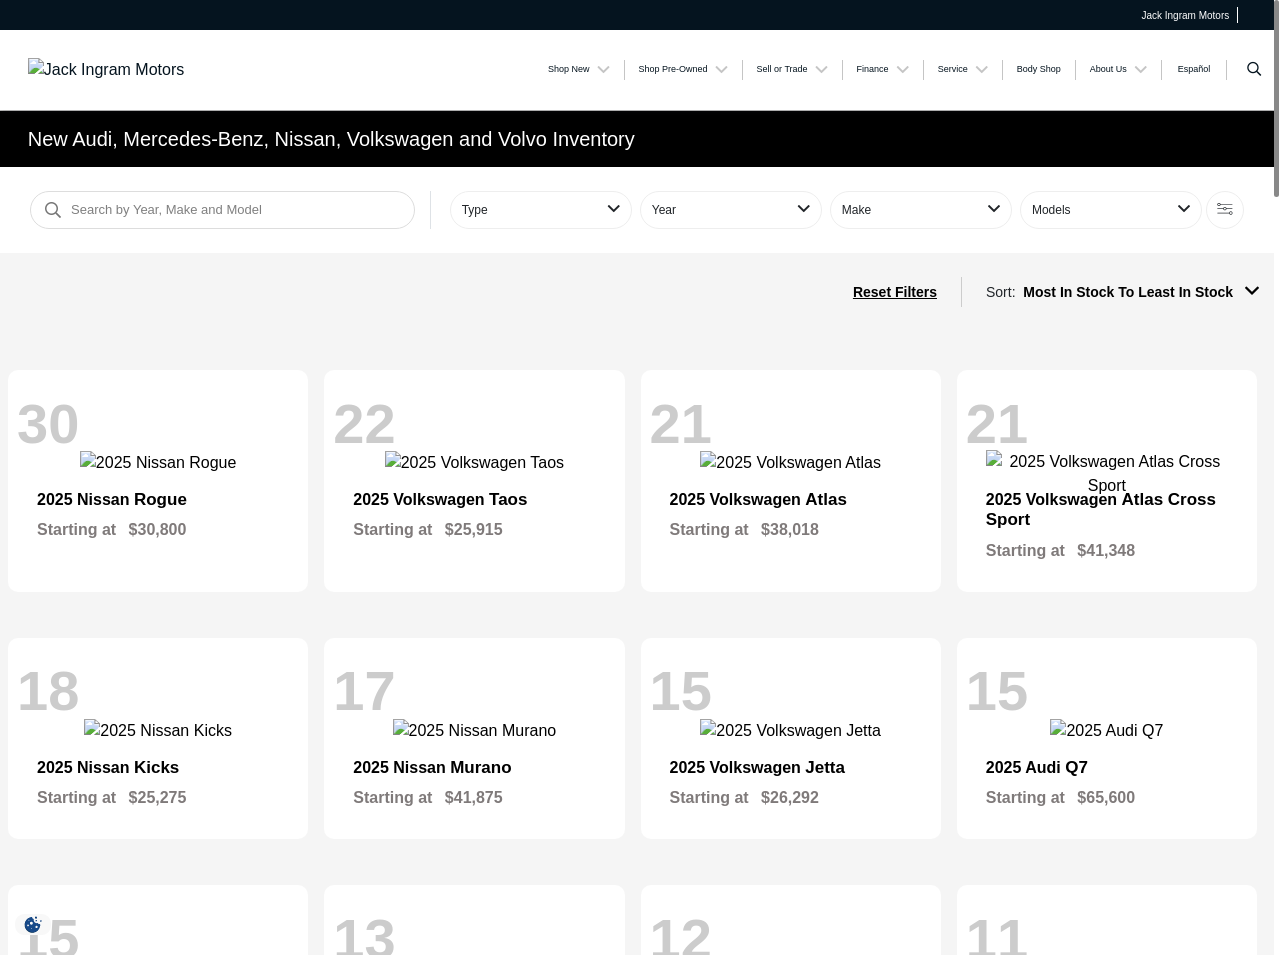 Jack Ingram Motors
Jack Ingram Motors
Shop New
Shop Pre-Owned
Sell or Trade
Finance
Service
Body Shop
About Us
Español
New Audi, Mercedes-Benz, Nissan, Volkswagen and Volvo Inventory
Search by Year, Make and Model
Type
Year
Make
Models
Reset Filters
Sort: Most In Stock To Least In Stock
30
2025 Nissan Rogue
2025 Nissan Rogue
Starting at $30,800
22
2025 Volkswagen Taos
2025 Volkswagen Taos
Starting at $25,915
21
2025 Volkswagen Atlas
2025 Volkswagen Atlas
Starting at $38,018
21
2025 Volkswagen Atlas Cross
Sport
2025 Volkswagen Atlas Cross
Sport
Starting at $41,348
18
2025 Nissan Kicks
2025 Nissan Kicks
Starting at $25,275
17
2025 Nissan Murano
2025 Nissan Murano
Starting at $41,875
15
2025 Volkswagen Jetta
2025 Volkswagen Jetta
Starting at $26,292
15
2025 Audi Q7
2025 Audi Q7
Starting at $65,600
15
13
12
11